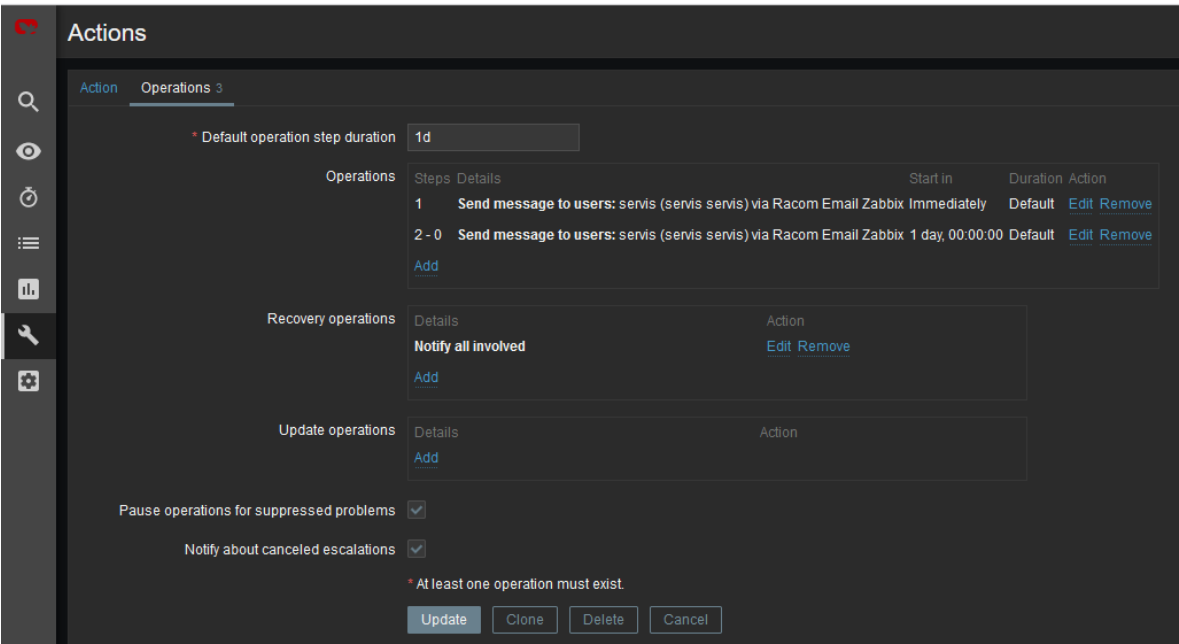 Actions
Action Operations 3
* Default operation step duration 1d
Operations Steps Details Start in Duration Action
1 Send message to users: servis (servis servis) via Racom Email Zabbix Immediately Default Edit Remove
2 - 0 Send message to users: servis (servis servis) via Racom Email Zabbix 1 day, 00:00:00 Default Edit Remove
Add
Recovery operations Details Action
Notify all involved Edit Remove
Add
Update operations Details Action
Add
Pause operations for suppressed problems
Notify about canceled escalations
* At least one operation must exist.
Update Clone Delete Cancel